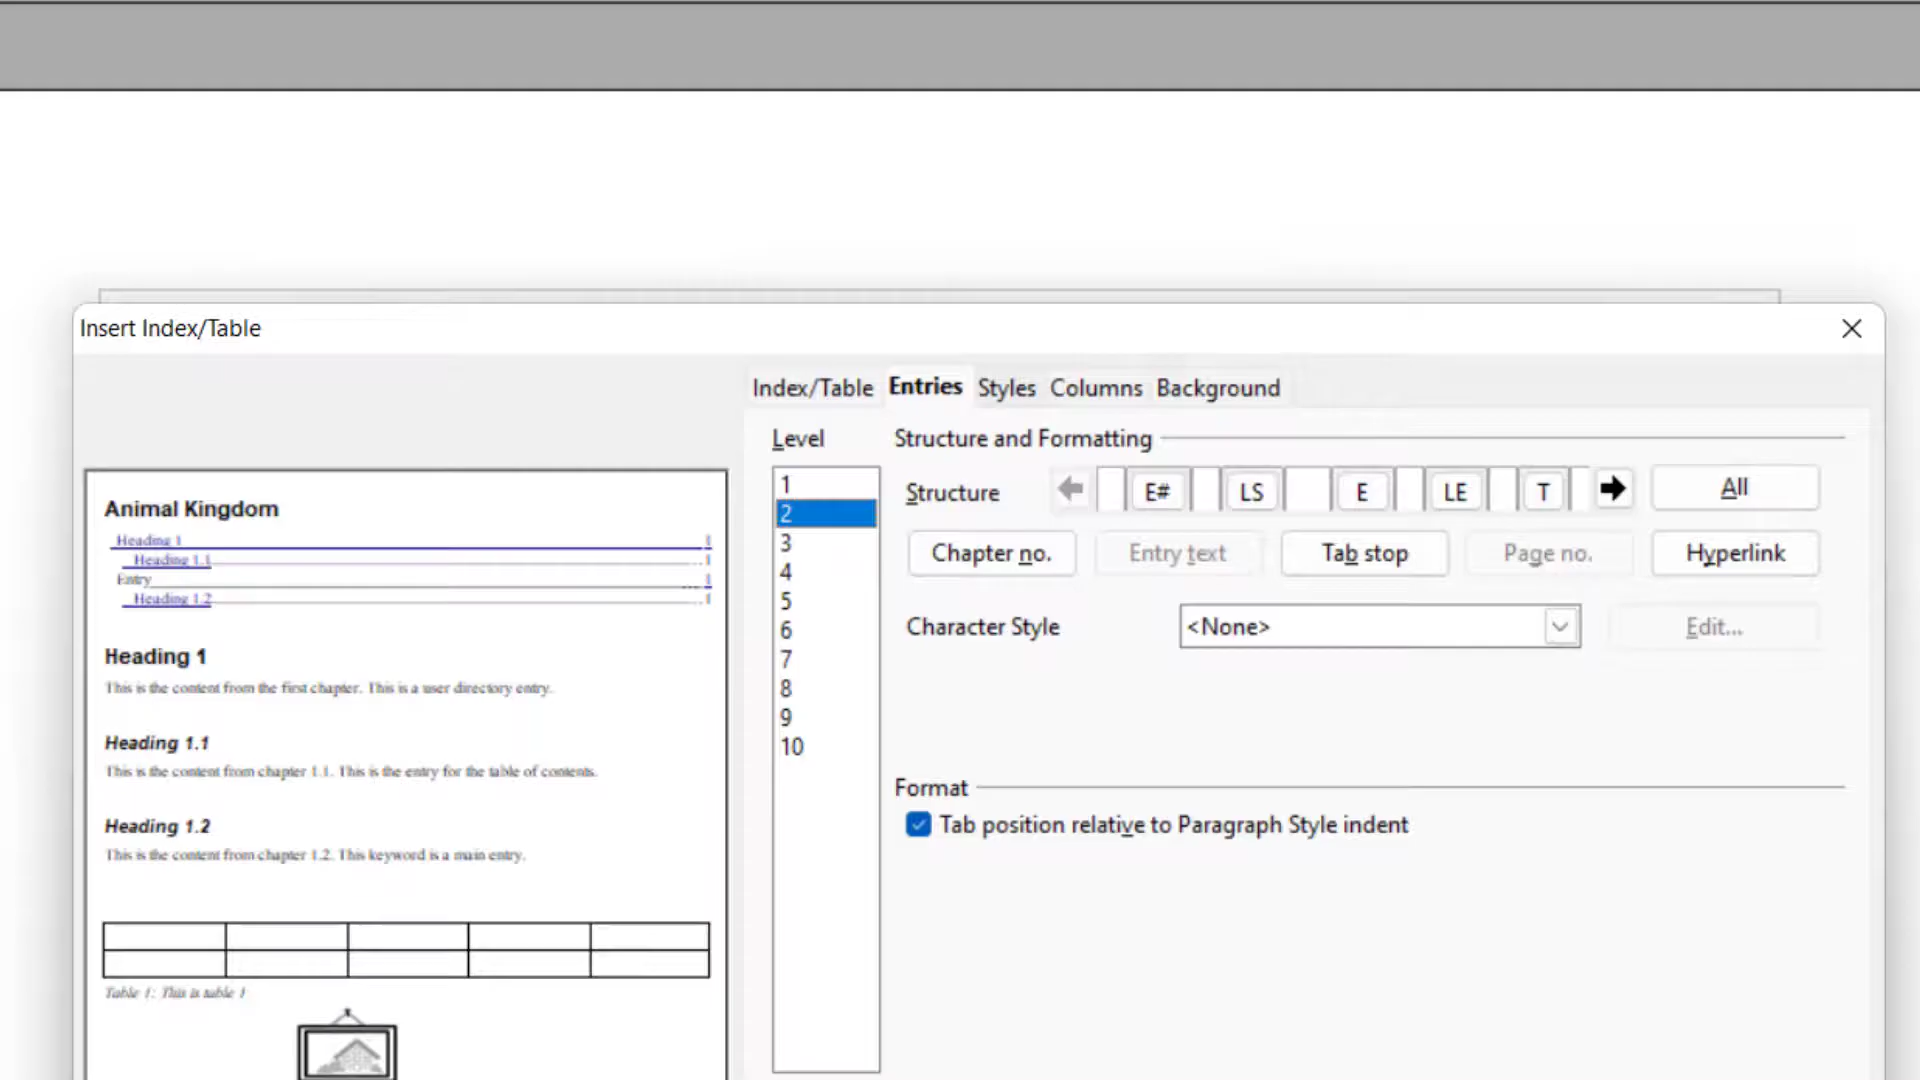 Insert Index/Table
Index/Table Entries Styles Columns Background
Level
1
2
3
4
5
6
7
8
9
10
Structure and Formatting
Structure E# LS E LE T All
Chapter no. Entry text Tab stop Page no. Hyperlink
Character Style <None> Edit...
Format
Tab position relative to Paragraph Style indent
Animal Kingdom
Heading 1 1
Heading 1.1 1
Entry 1
Heading 1.2 1
Heading 1
This is the content from the first chapter. This is a user directory entry.
Heading 1.1
This is the content from chapter 1.1. This is the entry for the table of contents.
Heading 1.2
This is the content from chapter 1.2. This keyword is a main entry.
Table 1: This is table 1